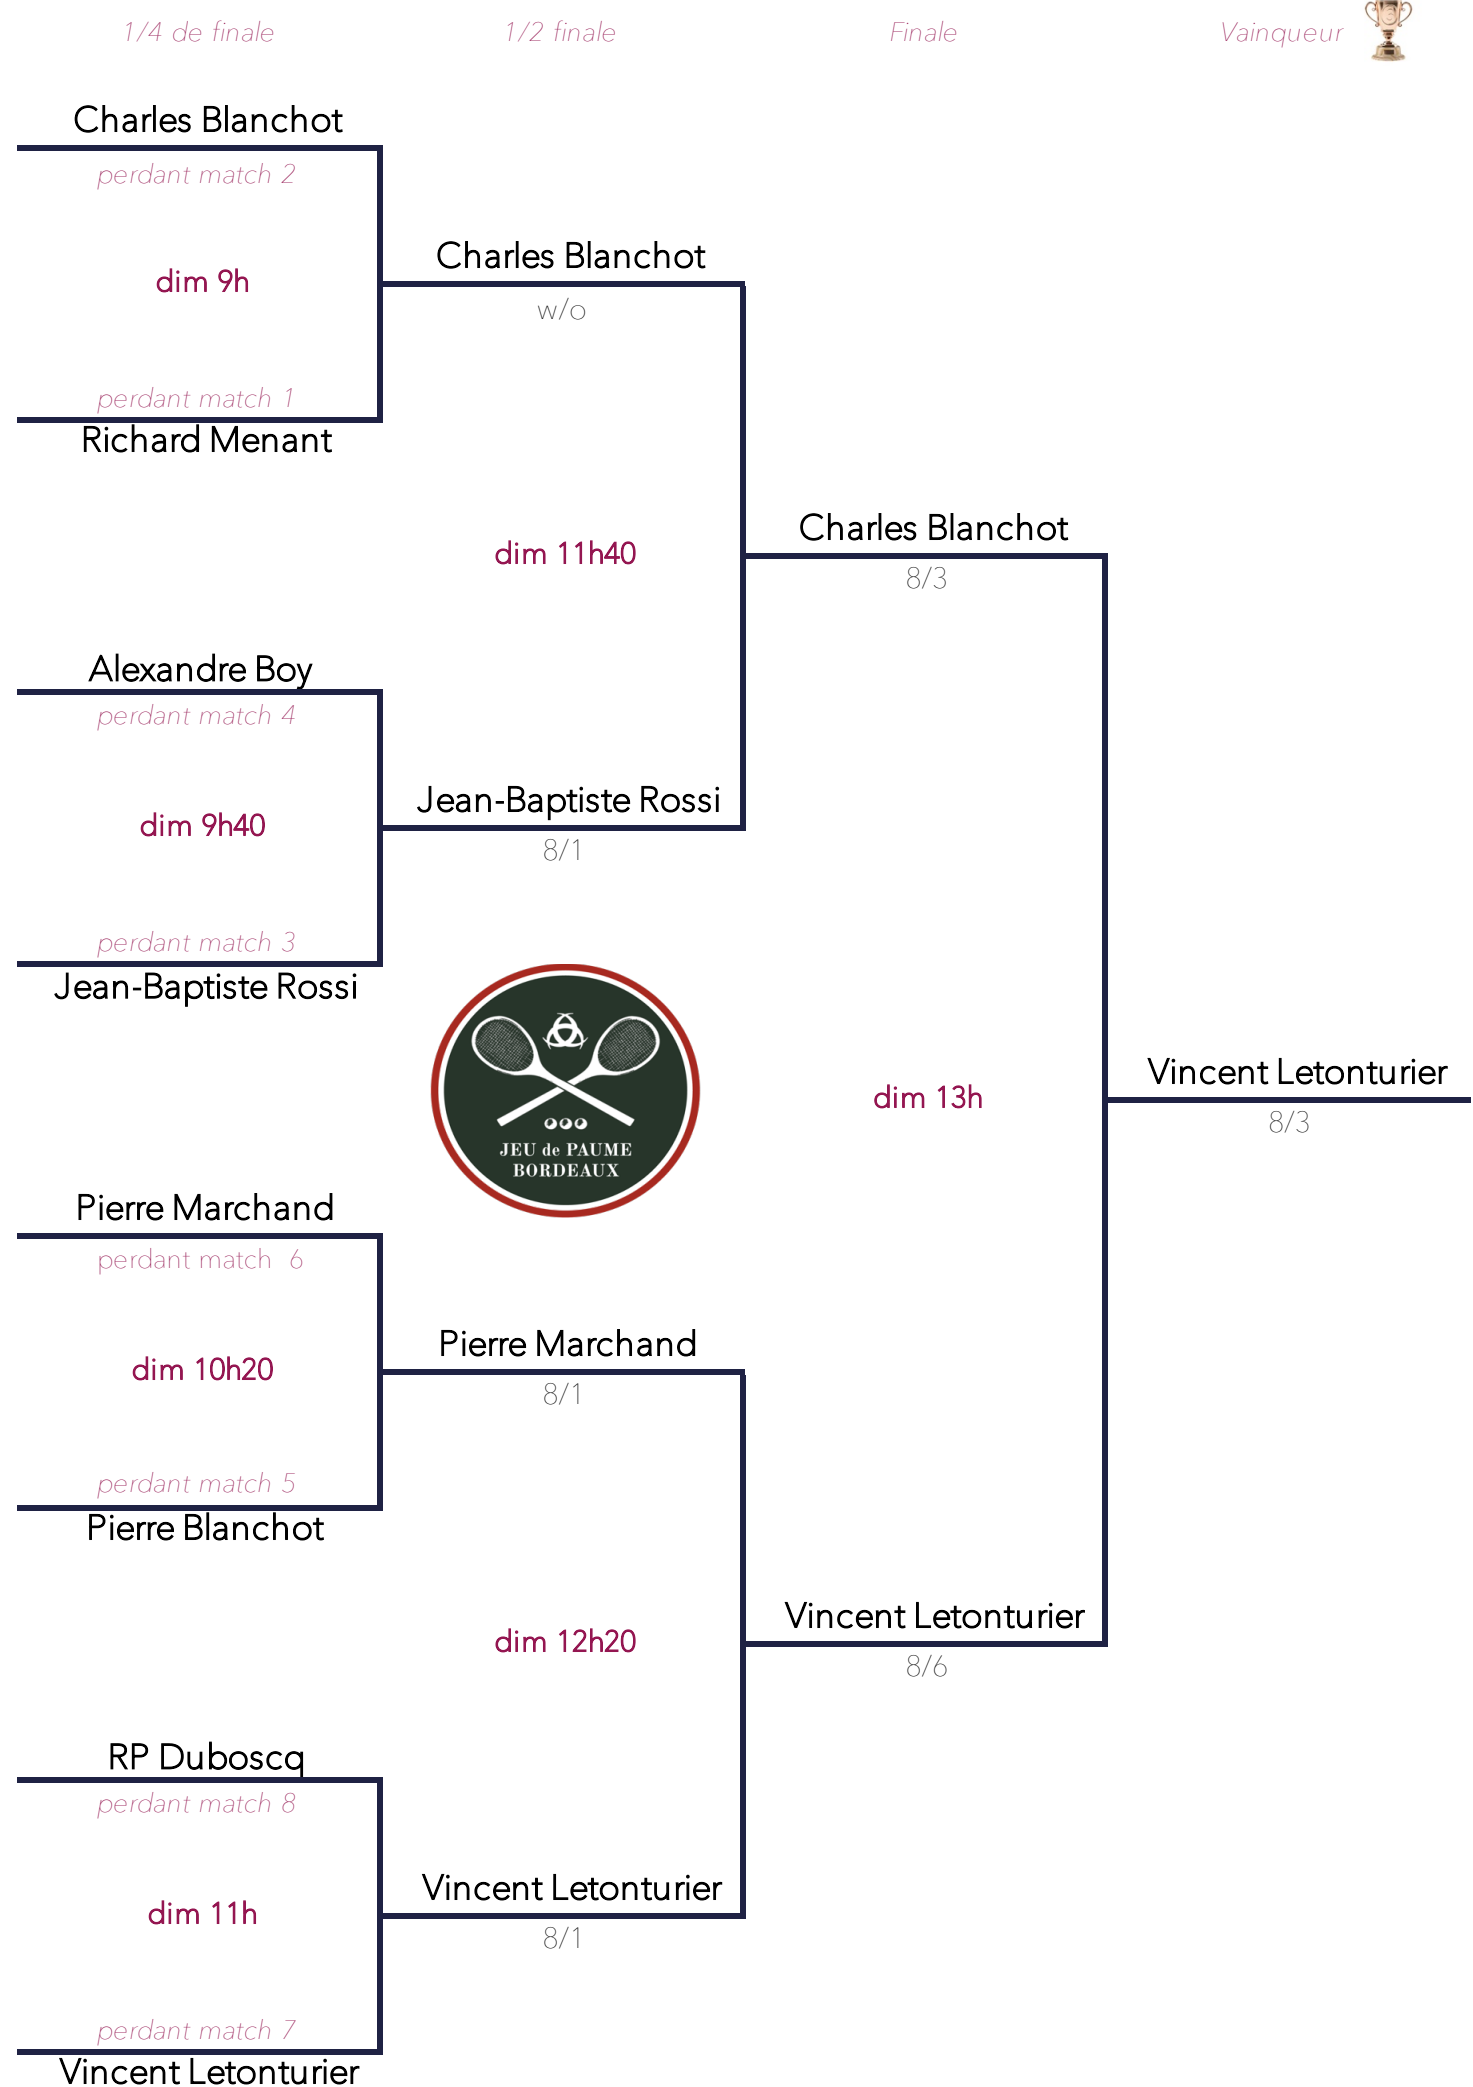 1/4 de finale
1/2 finale
Finale
Vainqueur
Charles Blanchot
perdant match 2
dim 9h
perdant match 1
Richard Menant
Charles Blanchot
w/o
dim 11h40
Charles Blanchot
8/3
Alexandre Boy
perdant match 4
dim 9h40
perdant match 3
Jean-Baptiste Rossi
Jean-Baptiste Rossi
8/1
JEU de PAUME
BORDEAUX
dim 13h
Vincent Letonturier
8/3
Pierre Marchand
perdant match 6
dim 10h20
perdant match 5
Pierre Blanchot
Pierre Marchand
8/1
dim 12h20
Vincent Letonturier
8/6
RP Duboscq
perdant match 8
dim 11h
perdant match 7
Vincent Letonturier
Vincent Letonturier
8/1